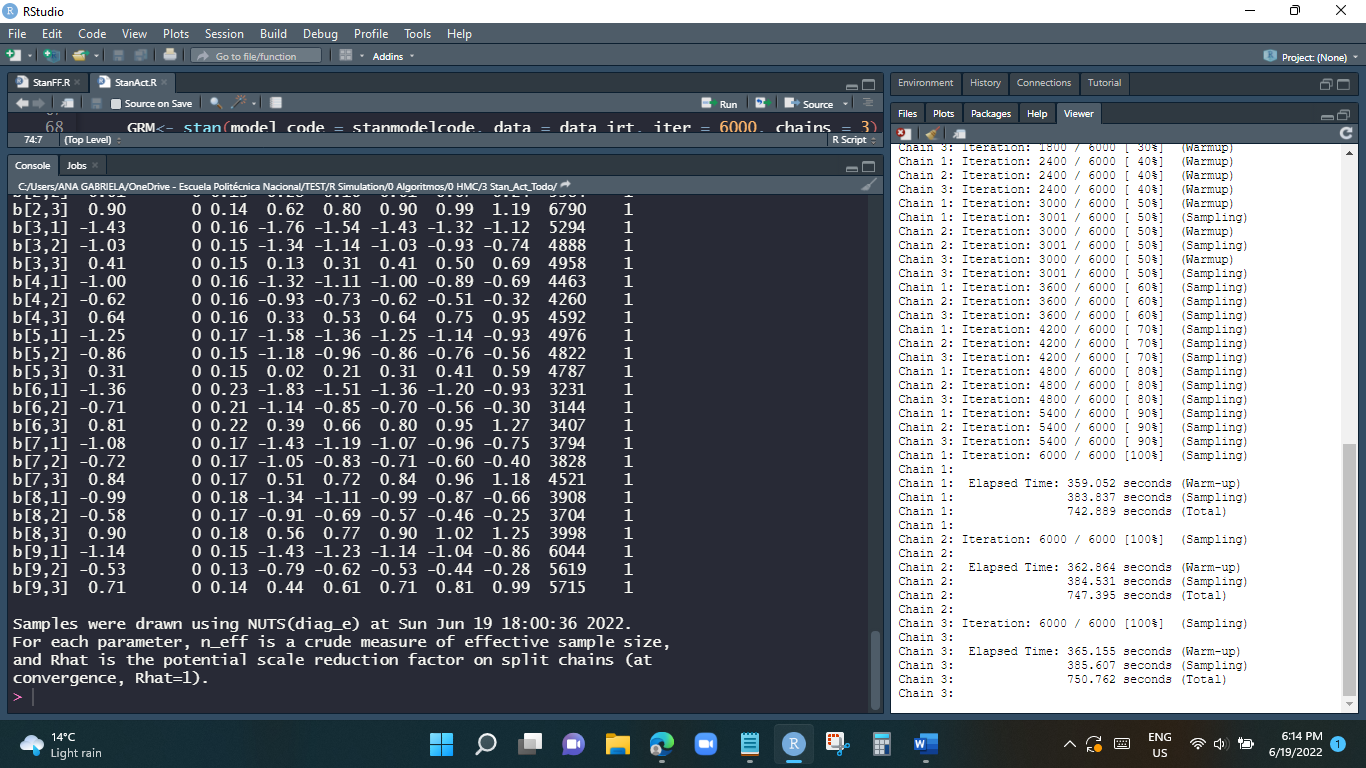 RStudio
File Edit Code View Plots Session Build Debug Profile Tools Help
Go to file/function Addins Project: (None)
StanFF.R StanAct.R
Source on Save Run Source
68 GRM<- stan(model_code = stanmodelcode, data = data_irt, iter = 6000, chains = 3)
74:7 (Top Level) R Script
Console Jobs
C:/Users/ANA GABRIELA/OneDrive - Escuela Politécnica Nacional/TEST/R Simulation/0 Algoritmos/0 HMC/3 Stan_Act_Todo/
b[2,3] 0.90 0 0.14 0.62 0.80 0.90 0.99 1.19 6790 1
b[3,1] -1.43 0 0.16 -1.76 -1.54 -1.43 -1.32 -1.12 5294 1
b[3,2] -1.03 0 0.15 -1.34 -1.14 -1.03 -0.93 -0.74 4888 1
b[3,3] 0.41 0 0.15 0.13 0.31 0.41 0.50 0.69 4958 1
b[4,1] -1.00 0 0.16 -1.32 -1.11 -1.00 -0.89 -0.69 4463 1
b[4,2] -0.62 0 0.16 -0.93 -0.73 -0.62 -0.51 -0.32 4260 1
b[4,3] 0.64 0 0.16 0.33 0.53 0.64 0.75 0.95 4592 1
b[5,1] -1.25 0 0.17 -1.58 -1.36 -1.25 -1.14 -0.93 4976 1
b[5,2] -0.86 0 0.15 -1.18 -0.96 -0.86 -0.76 -0.56 4822 1
b[5,3] 0.31 0 0.15 0.02 0.21 0.31 0.41 0.59 4787 1
b[6,1] -1.36 0 0.23 -1.83 -1.51 -1.36 -1.20 -0.93 3231 1
b[6,2] -0.71 0 0.21 -1.14 -0.85 -0.70 -0.56 -0.30 3144 1
b[6,3] 0.81 0 0.22 0.39 0.66 0.80 0.95 1.27 3407 1
b[7,1] -1.08 0 0.17 -1.43 -1.19 -1.07 -0.96 -0.75 3794 1
b[7,2] -0.72 0 0.17 -1.05 -0.83 -0.71 -0.60 -0.40 3828 1
b[7,3] 0.84 0 0.17 0.51 0.72 0.84 0.96 1.18 4521 1
b[8,1] -0.99 0 0.18 -1.34 -1.11 -0.99 -0.87 -0.66 3908 1
b[8,2] -0.58 0 0.17 -0.91 -0.69 -0.57 -0.46 -0.25 3704 1
b[8,3] 0.90 0 0.18 0.56 0.77 0.90 1.02 1.25 3998 1
b[9,1] -1.14 0 0.15 -1.43 -1.23 -1.14 -1.04 -0.86 6044 1
b[9,2] -0.53 0 0.13 -0.79 -0.62 -0.53 -0.44 -0.28 5619 1
b[9,3] 0.71 0 0.14 0.44 0.61 0.71 0.81 0.99 5715 1
Samples were drawn using NUTS(diag_e) at Sun Jun 19 18:00:36 2022.
For each parameter, n_eff is a crude measure of effective sample size,
and Rhat is the potential scale reduction factor on split chains (at
convergence, Rhat=1).
>
Environment History Connections Tutorial
Files Plots Packages Help Viewer
Chain 3: Iteration: 1800 / 6000 [ 30%] (Warmup)
Chain 1: Iteration: 2400 / 6000 [ 40%] (Warmup)
Chain 2: Iteration: 2400 / 6000 [ 40%] (Warmup)
Chain 3: Iteration: 2400 / 6000 [ 40%] (Warmup)
Chain 1: Iteration: 3000 / 6000 [ 50%] (Warmup)
Chain 1: Iteration: 3001 / 6000 [ 50%] (Sampling)
Chain 2: Iteration: 3000 / 6000 [ 50%] (Warmup)
Chain 2: Iteration: 3001 / 6000 [ 50%] (Sampling)
Chain 3: Iteration: 3000 / 6000 [ 50%] (Warmup)
Chain 3: Iteration: 3001 / 6000 [ 50%] (Sampling)
Chain 1: Iteration: 3600 / 6000 [ 60%] (Sampling)
Chain 2: Iteration: 3600 / 6000 [ 60%] (Sampling)
Chain 3: Iteration: 3600 / 6000 [ 60%] (Sampling)
Chain 1: Iteration: 4200 / 6000 [ 70%] (Sampling)
Chain 2: Iteration: 4200 / 6000 [ 70%] (Sampling)
Chain 3: Iteration: 4200 / 6000 [ 70%] (Sampling)
Chain 1: Iteration: 4800 / 6000 [ 80%] (Sampling)
Chain 2: Iteration: 4800 / 6000 [ 80%] (Sampling)
Chain 3: Iteration: 4800 / 6000 [ 80%] (Sampling)
Chain 1: Iteration: 5400 / 6000 [ 90%] (Sampling)
Chain 2: Iteration: 5400 / 6000 [ 90%] (Sampling)
Chain 3: Iteration: 5400 / 6000 [ 90%] (Sampling)
Chain 1: Iteration: 6000 / 6000 [100%] (Sampling)
Chain 1:
Chain 1: Elapsed Time: 359.052 seconds (Warm-up)
Chain 1: 383.837 seconds (Sampling)
Chain 1: 742.889 seconds (Total)
Chain 1:
Chain 2: Iteration: 6000 / 6000 [100%] (Sampling)
Chain 2:
Chain 2: Elapsed Time: 362.864 seconds (Warm-up)
Chain 2: 384.531 seconds (Sampling)
Chain 2: 747.395 seconds (Total)
Chain 2:
Chain 3: Iteration: 6000 / 6000 [100%] (Sampling)
Chain 3:
Chain 3: Elapsed Time: 365.155 seconds (Warm-up)
Chain 3: 385.607 seconds (Sampling)
Chain 3: 750.762 seconds (Total)
Chain 3:
14°C
Light rain
ENG
US
6:14 PM
6/19/2022
1